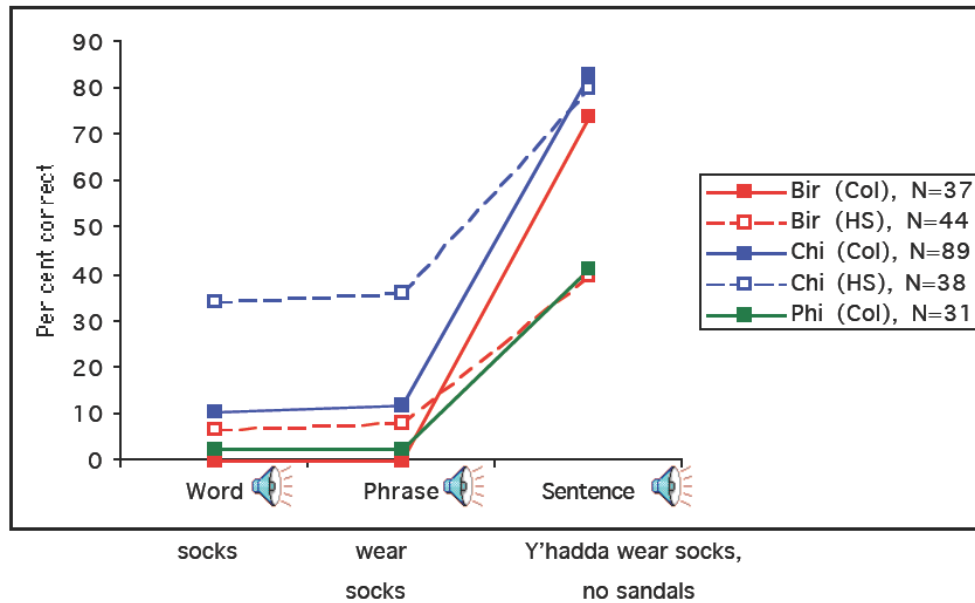 90
80
70
60
50
40
30
20
10
0
Per cent correct
Bir (Col), N=37
Bir (HS), N=44
Chi (Col), N=89
Chi (HS), N=38
Phi (Col), N=31
Word Phrase Sentence
socks wear Y'hadda wear socks,
socks no sandals